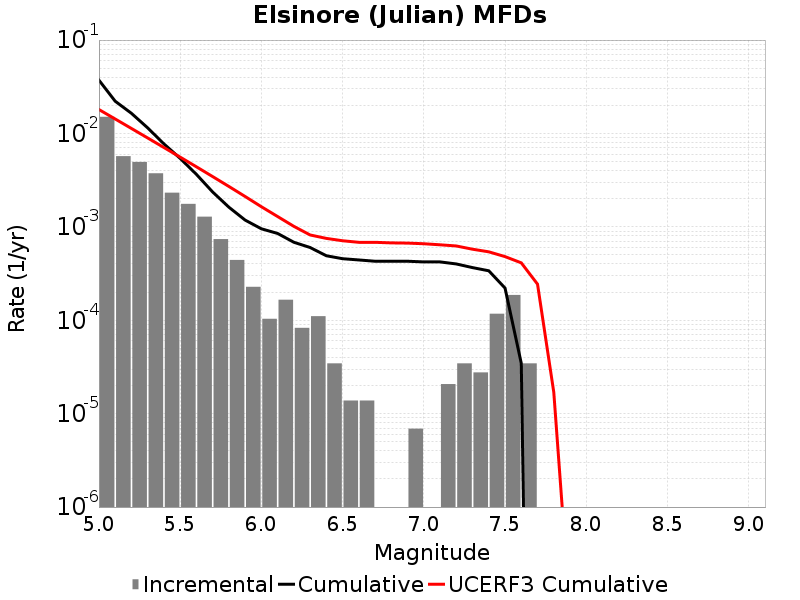 Elsinore (Julian) MFDs
10-1
10-2
10-3
10-4
10-5
10-6
Rate (1/yr)
5.0 5.5 6.0 6.5 7.0 7.5 8.0 8.5 9.0
Magnitude
Incremental Cumulative UCERF3 Cumulative